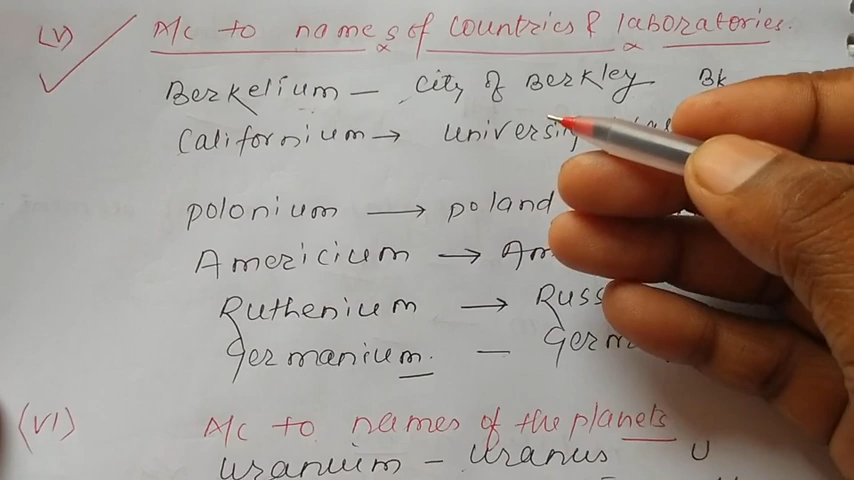 (V) A/C to names of countries & laboratories.
Berkelium — City of Berkley Bk
Californium → university
polonium → poland
Americium → Am
Ruthenium → Russ
Germanium. — Germ
(VI) A/C to names of the planets
Uranium — Uranus U